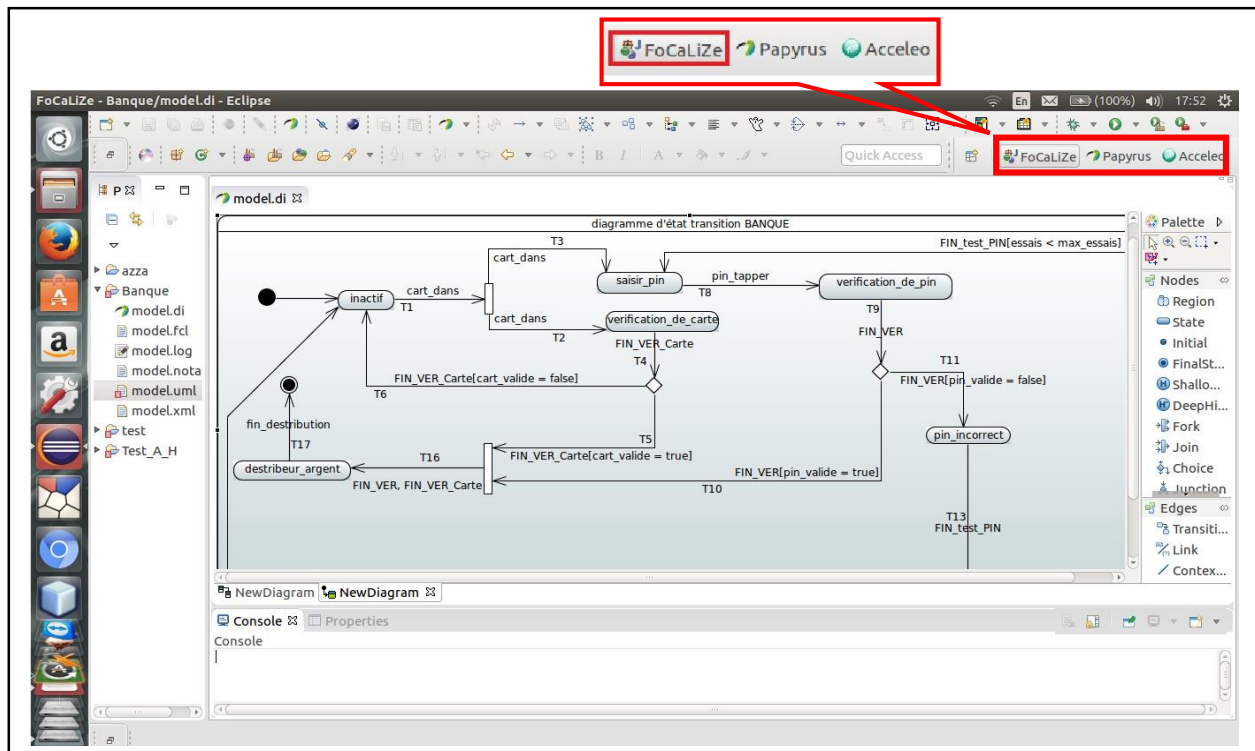 FoCaLiZe Papyrus Acceleo
FoCaLiZe - Banque/model.di - Eclipse
En (100%) 17:52
B I A
Quick Access
FoCaLiZe Papyrus Acceleo
P
model.di
azza
Banque
model.di
model.fcl
model.log
model.nota
model.uml
model.xml
test
Test_A_H
diagramme d'état transition BANQUE
T3
cart_dans
FIN_test_PIN[essais < max_essais]
saisir_pin
pin_tapper
T8
verification_de_pin
inactif
cart_dans
T1
cart_dans
T2
verification_de_carte
T9
FIN_VER
FIN_VER_Carte
T4
T11
FIN_VER_Carte[cart_valide = false]
T6
FIN_VER[pin_valide = false]
fin_destribution
T17
pin_incorrect
T5
FIN_VER_Carte[cart_valide = true]
T16
destribeur_argent
FIN_VER, FIN_VER_Carte
FIN_VER[pin_valide = true]
T10
T13
FIN_test_PIN
Palette
Nodes
Region
State
Initial
FinalSt...
Shallo...
DeepHi...
Fork
Join
Choice
Junction
Edges
Transiti...
Link
Contex...
NewDiagram NewDiagram
Console Properties
Console